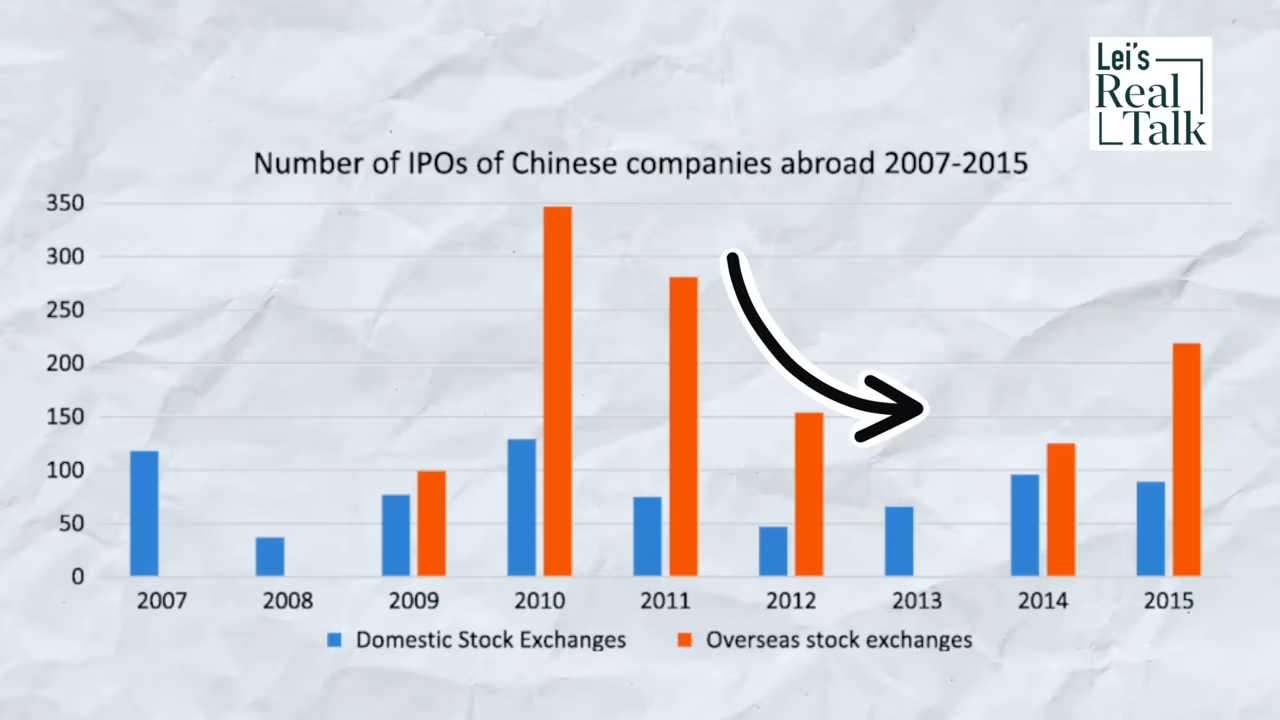 Lei's
Real
Talk
Number of IPOs of Chinese companies abroad 2007-2015
350
300
250
200
150
100
50
0
2007 2008 2009 2010 2011 2012 2013 2014 2015
Domestic Stock Exchanges Overseas stock exchanges